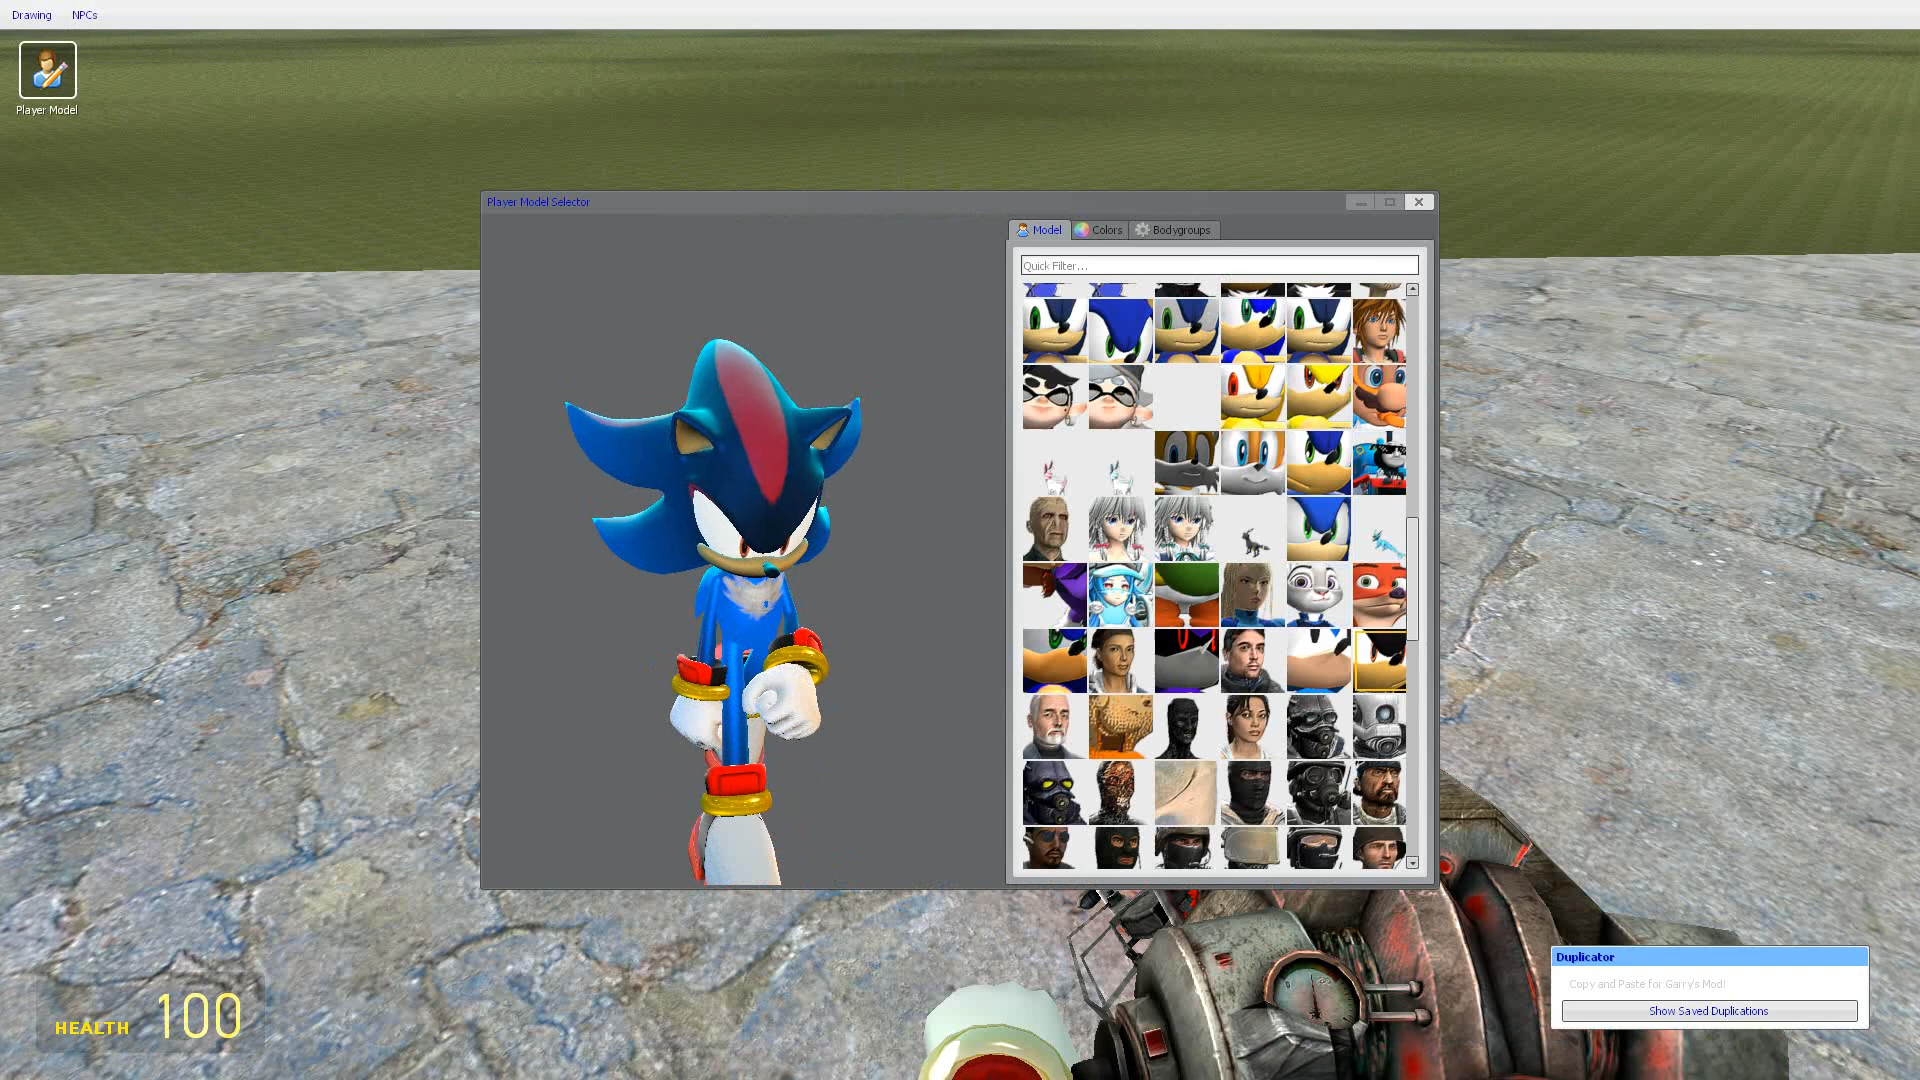 Drawing NPCs
Player Model
Player Model Selector
Model Colors Bodygroups
Quick Filter...
HEALTH 100
Duplicator
Copy and Paste for Garry's Mod!
Show Saved Duplications